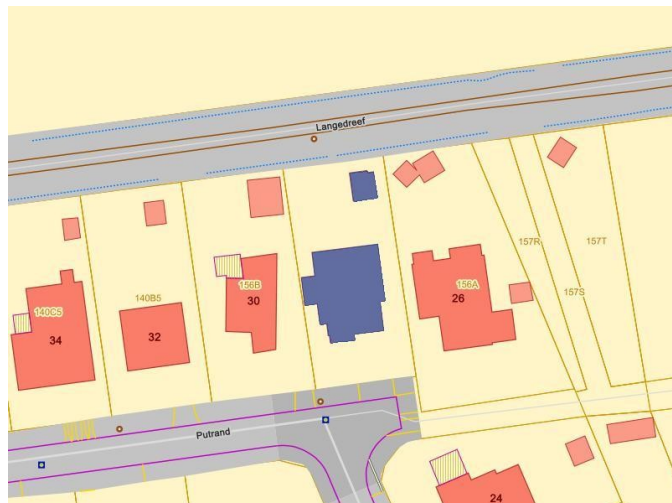 Langedreef
157R
157T
140B5
156B
156A
157S
140C5
30
26
34
32
Putrand
24